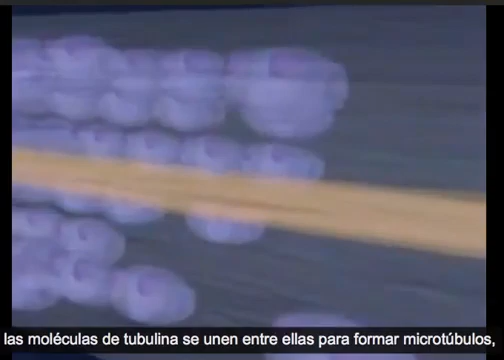 las moléculas de tubulina se unen entre ellas para formar microtúbulos,